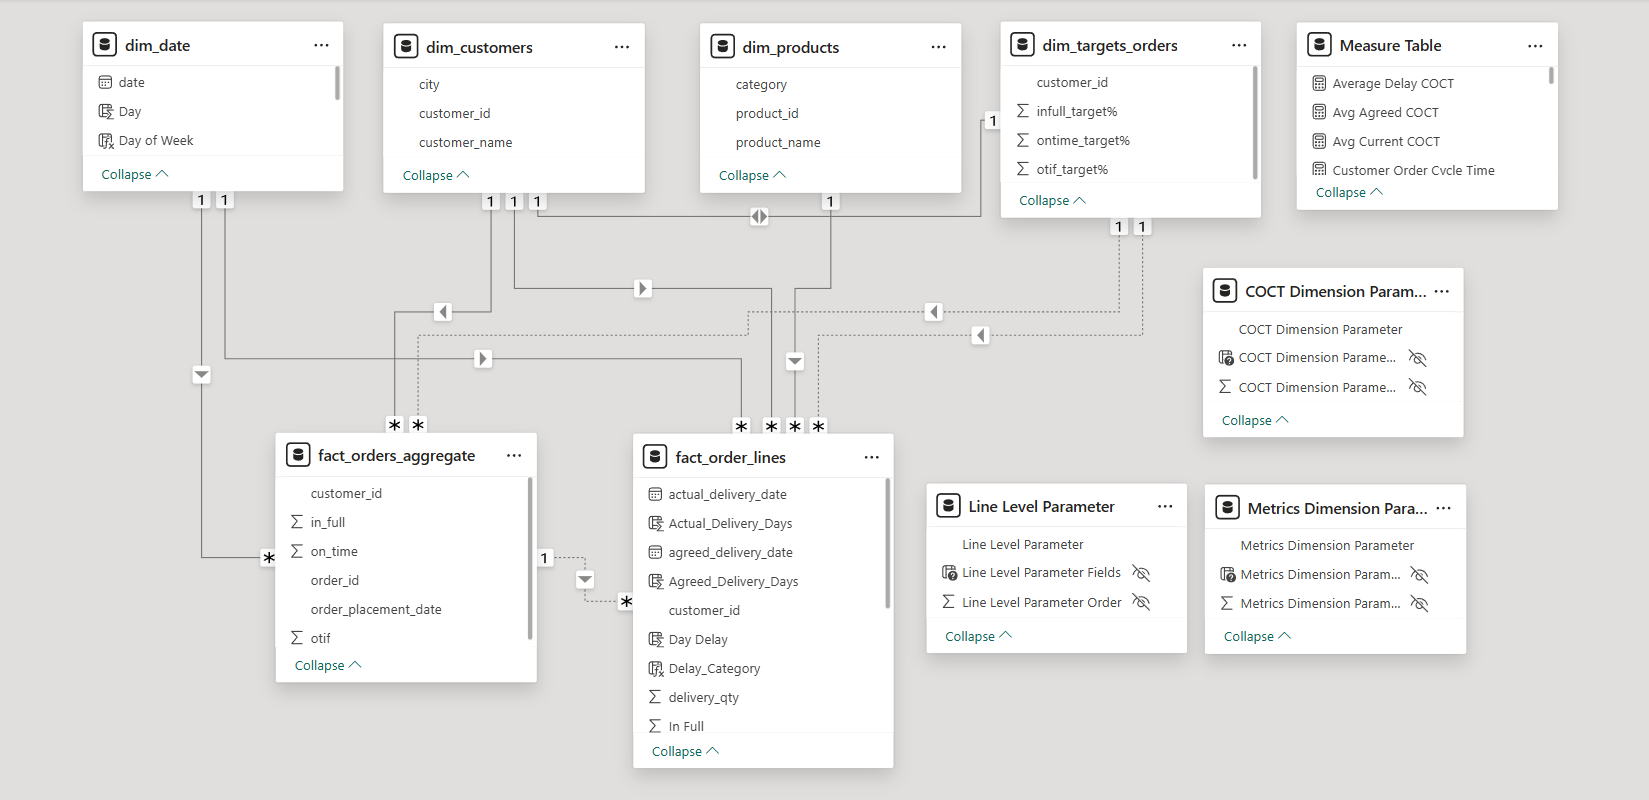 dim_date
date
Day
Day of Week
Collapse
dim_customers
city
customer_id
customer_name
Collapse
dim_products
category
product_id
product_name
Collapse
dim_targets_orders
customer_id
infull_target%
ontime_target%
otif_target%
Collapse
Measure Table
Average Delay COCT
Avg Agreed COCT
Avg Current COCT
Customer Order Cycle Time
Collapse
1
1 1
1 1 1
1
1 1
COCT Dimension Param...
COCT Dimension Parameter
COCT Dimension Parame...
COCT Dimension Parame...
Collapse
* *
* * * *
fact_orders_aggregate
customer_id
in_full
on_time
order_id
order_placement_date
otif
Collapse
*
1
*
fact_order_lines
actual_delivery_date
Actual_Delivery_Days
agreed_delivery_date
Agreed_Delivery_Days
customer_id
Day Delay
Delay_Category
delivery_qty
In Full
Collapse
Line Level Parameter
Line Level Parameter
Line Level Parameter Fields
Line Level Parameter Order
Collapse
Metrics Dimension Para...
Metrics Dimension Parameter
Metrics Dimension Param...
Metrics Dimension Param...
Collapse